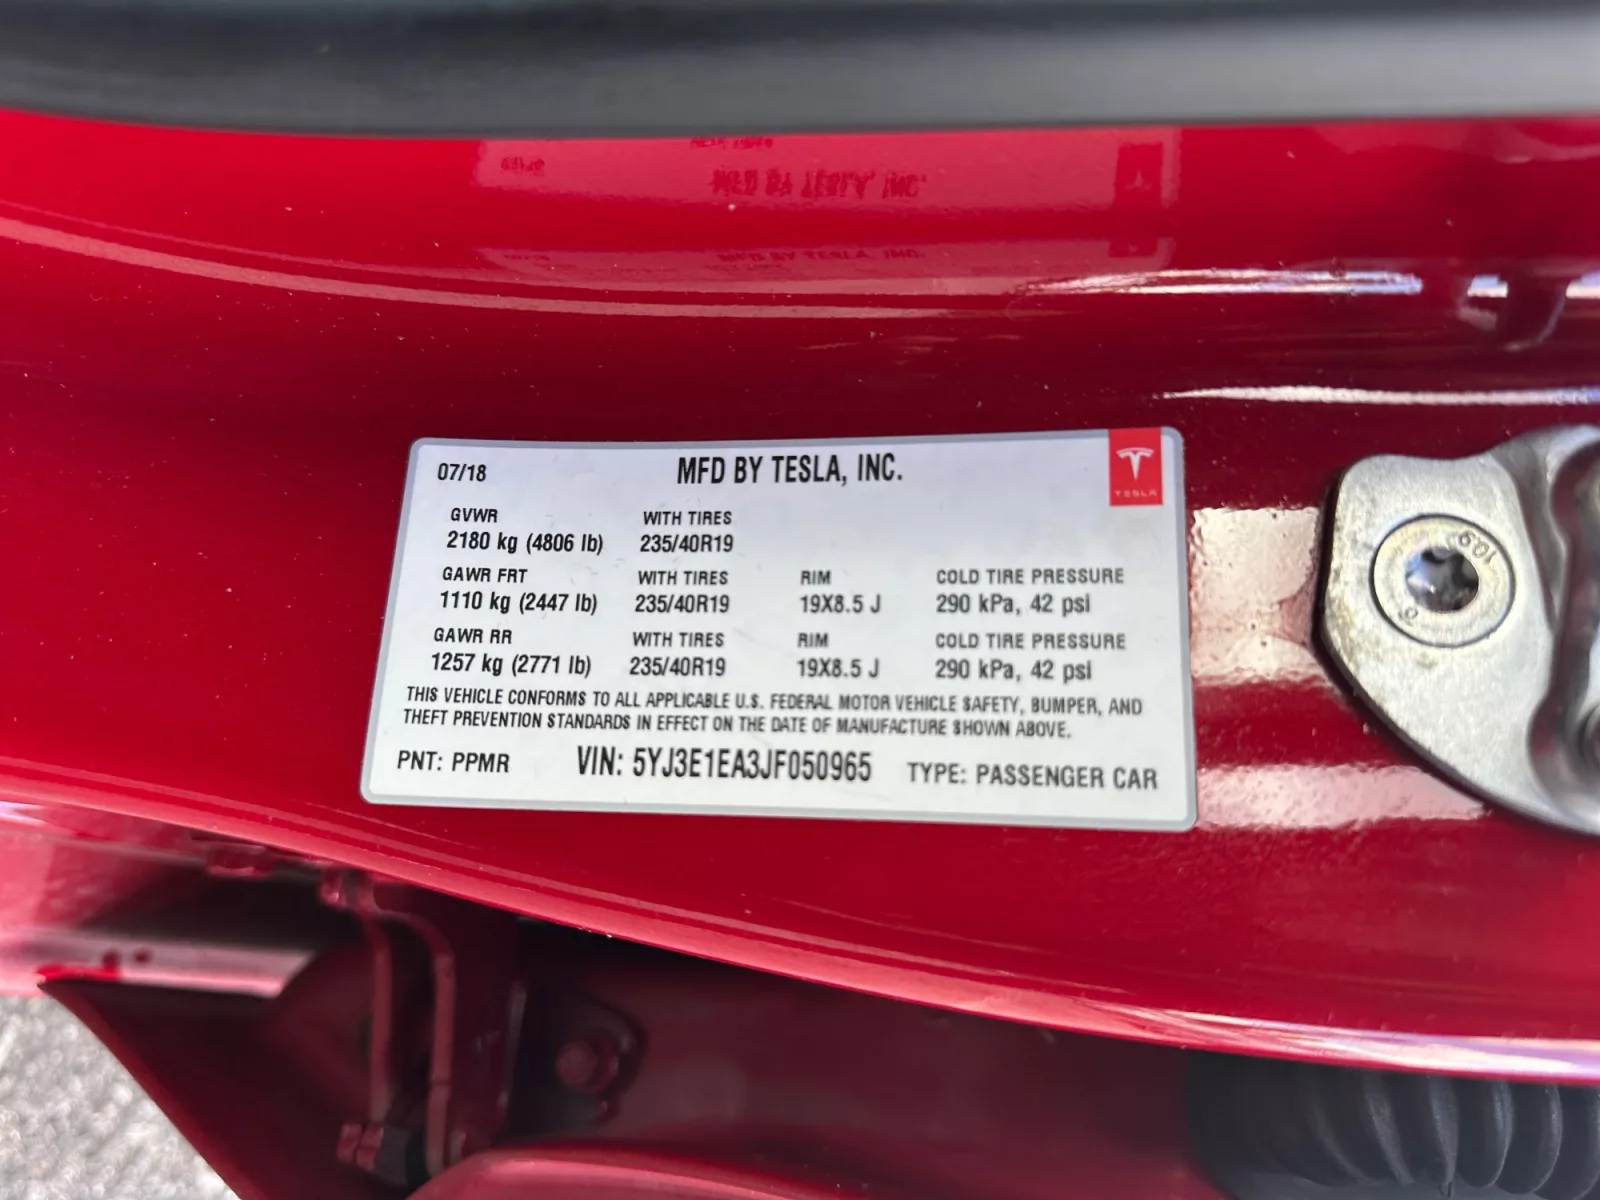 07/18 MFD BY TESLA, INC.
TESLA
GVWR WITH TIRES
2180 kg (4806 lb) 235/40R19
GAWR FRT WITH TIRES RIM COLD TIRE PRESSURE
1110 kg (2447 lb) 235/40R19 19X8.5 J 290 kPa, 42 psi
GAWR RR WITH TIRES RIM COLD TIRE PRESSURE
1257 kg (2771 lb) 235/40R19 19X8.5 J 290 kPa, 42 psi
THIS VEHICLE CONFORMS TO ALL APPLICABLE U.S. FEDERAL MOTOR VEHICLE SAFETY, BUMPER, AND
THEFT PREVENTION STANDARDS IN EFFECT ON THE DATE OF MANUFACTURE SHOWN ABOVE.
PNT: PPMR VIN: 5YJ3E1EA3JF050965 TYPE: PASSENGER CAR